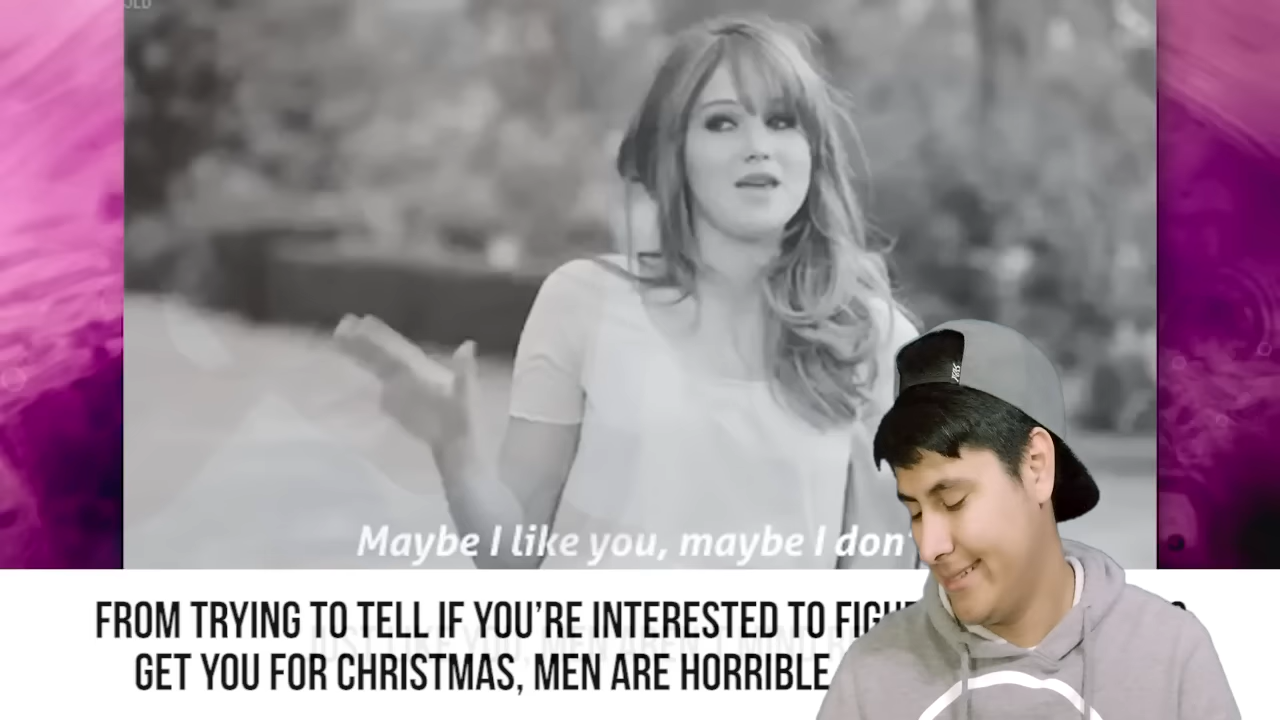 Maybe I like you, maybe I don'
FROM TRYING TO TELL IF YOU'RE INTERESTED TO
GET YOU FOR CHRISTMAS, MEN ARE HORRIBLE